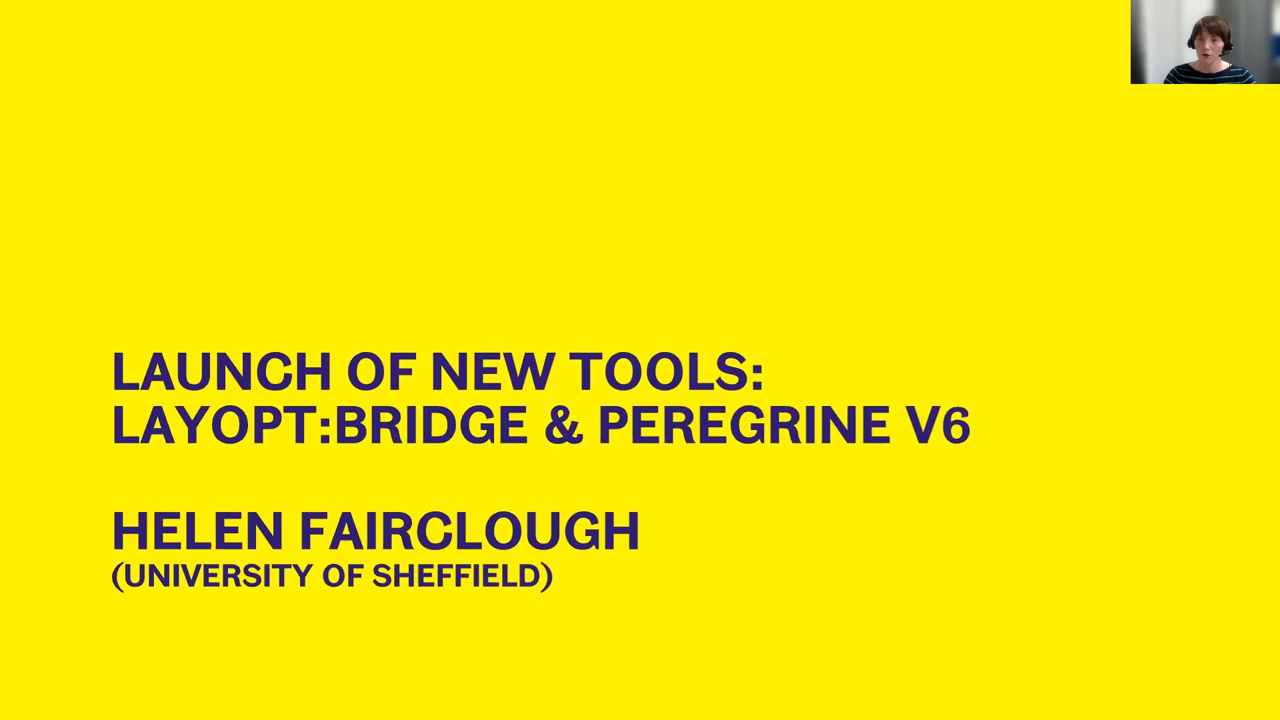 LAUNCH OF NEW TOOLS:
LAYOPT:BRIDGE & PEREGRINE V6
HELEN FAIRCLOUGH
(UNIVERSITY OF SHEFFIELD)